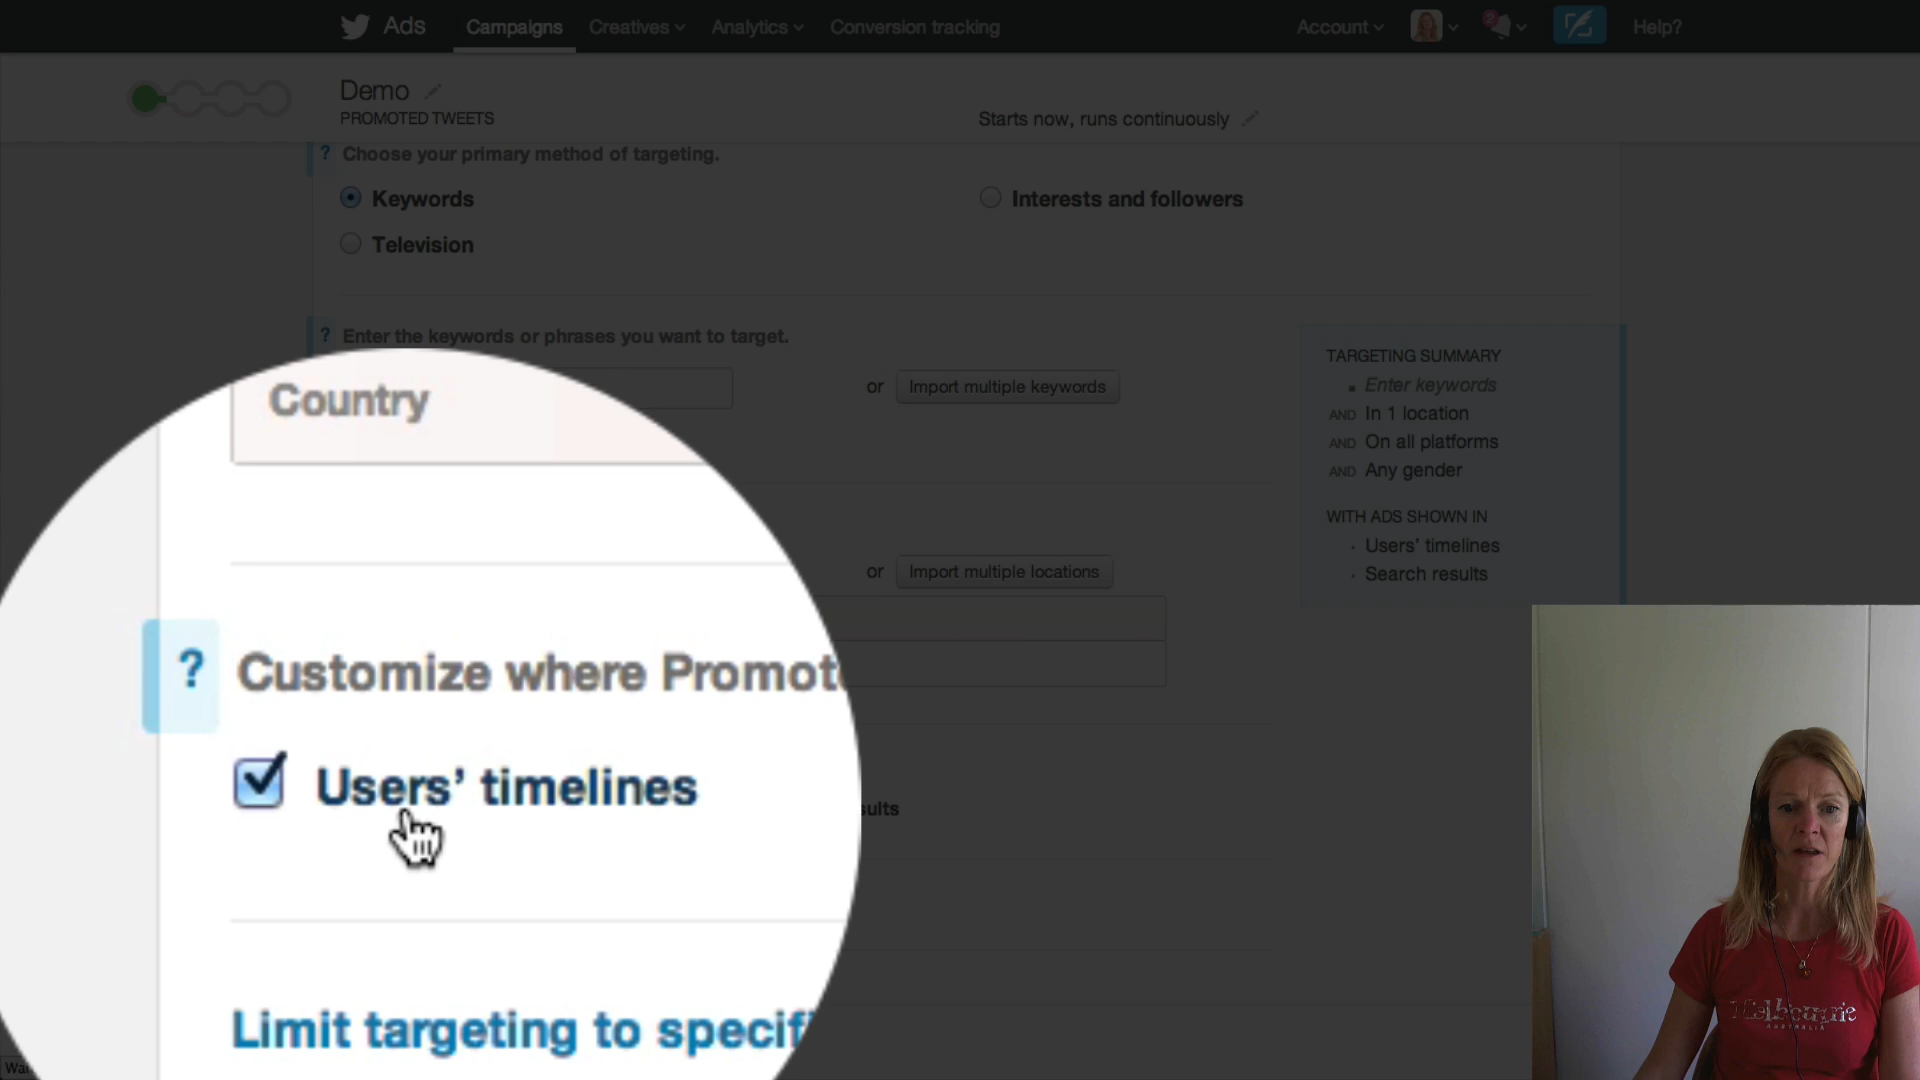 Ads Campaigns Creatives Analytics Conversion tracking Account 2 Help?
Demo
PROMOTED TWEETS
Starts now, runs continuously
? Choose your primary method of targeting.
Keywords
Interests and followers
Television
? Enter the keywords or phrases you want to target.
or Import multiple keywords
Country
or Import multiple locations
? Customize where Promot
Users' timelines
sults
Limit targeting to specif
TARGETING SUMMARY
Enter keywords
AND In 1 location
AND On all platforms
AND Any gender
WITH ADS SHOWN IN
Users' timelines
Search results
Melbourne
AUSTRALIA